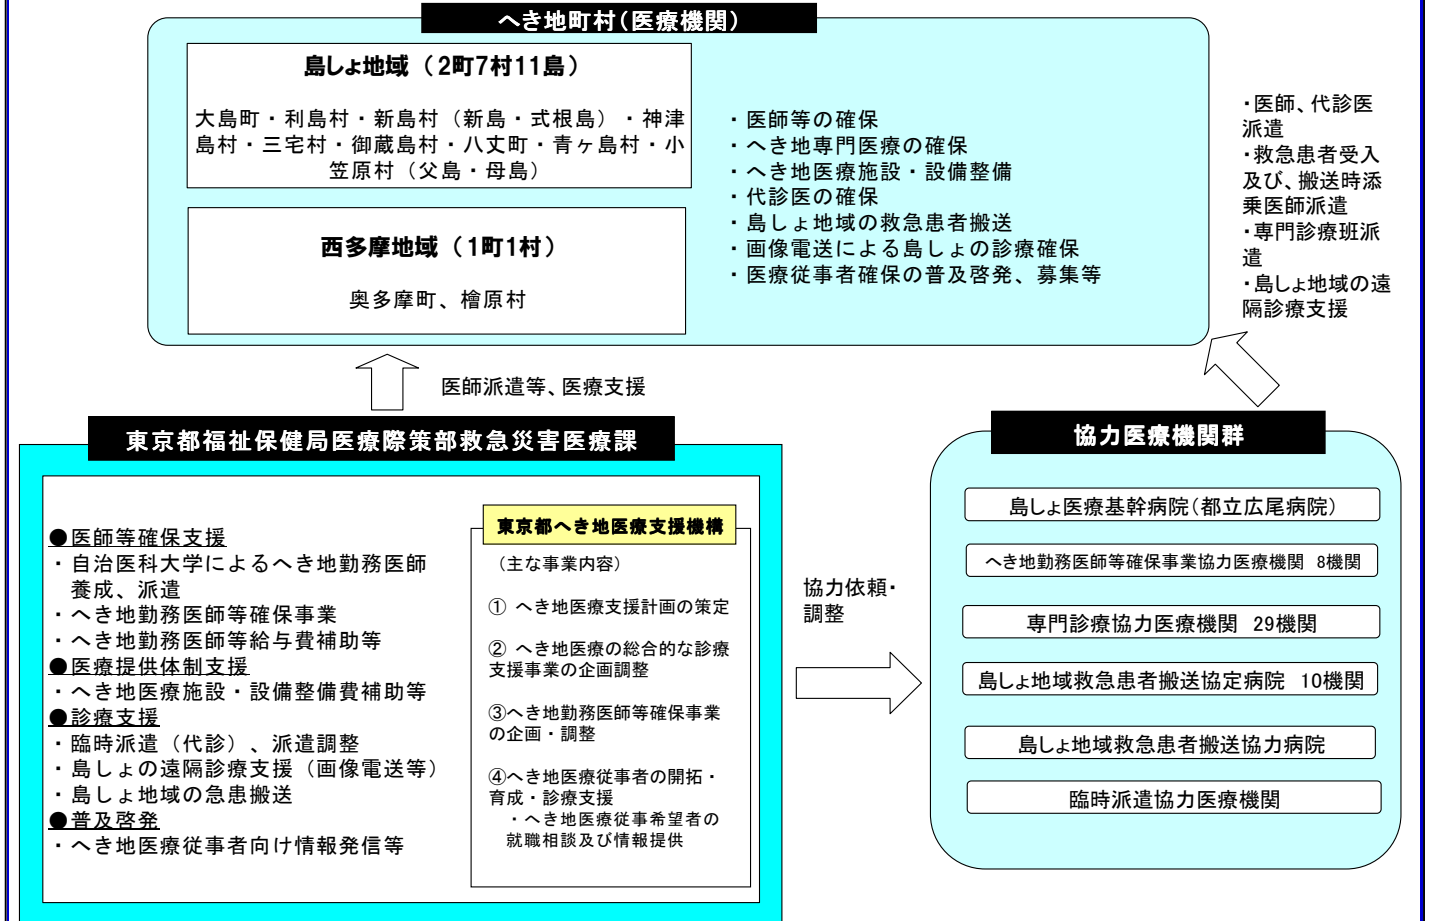 へき地町村(医療機関)
島しょ地域（2町7村11島）
大島町・利島村・新島村（新島・式根島）・神津
島村・三宅村・御蔵島村・八丈町・青ヶ島村・小
笠原村（父島・母島）
西多摩地域（1町1村）
奥多摩町、檜原村
・医師等の確保
・へき地専門医療の確保
・へき地医療施設・設備整備
・代診医の確保
・島しょ地域の救急患者搬送
・画像電送による島しょの診療確保
・医療従事者確保の普及啓発、募集等
・医師、代診医
派遣
・救急患者受入
及び、搬送時添
乗医師派遣
・専門診療班派
遣
・島しょ地域の遠
隔診療支援
医師派遣等、医療支援
東京都福祉保健局医療際策部救急災害医療課
●医師等確保支援
・自治医科大学によるへき地勤務医師
養成、派遣
・へき地勤務医師等確保事業
・へき地勤務医師等給与費補助等
●医療提供体制支援
・へき地医療施設・設備整備費補助等
●診療支援
・臨時派遣（代診）、派遣調整
・島しょの遠隔診療支援（画像電送等）
・島しょ地域の急患搬送
●普及啓発
・へき地医療従事者向け情報発信等
東京都へき地医療支援機構
（主な事業内容）
① へき地医療支援計画の策定
② へき地医療の総合的な診療
支援事業の企画調整
③へき地勤務医師等確保事業
の企画・調整
④へき地医療従事者の開拓・
育成・診療支援
・へき地医療従事希望者の
就職相談及び情報提供
協力依頼・
調整
協力医療機関群
島しょ医療基幹病院(都立広尾病院)
へき地勤務医師等確保事業協力医療機関 8機関
専門診療協力医療機関 29機関
島しょ地域救急患者搬送協定病院 10機関
島しょ地域救急患者搬送協力病院
臨時派遣協力医療機関